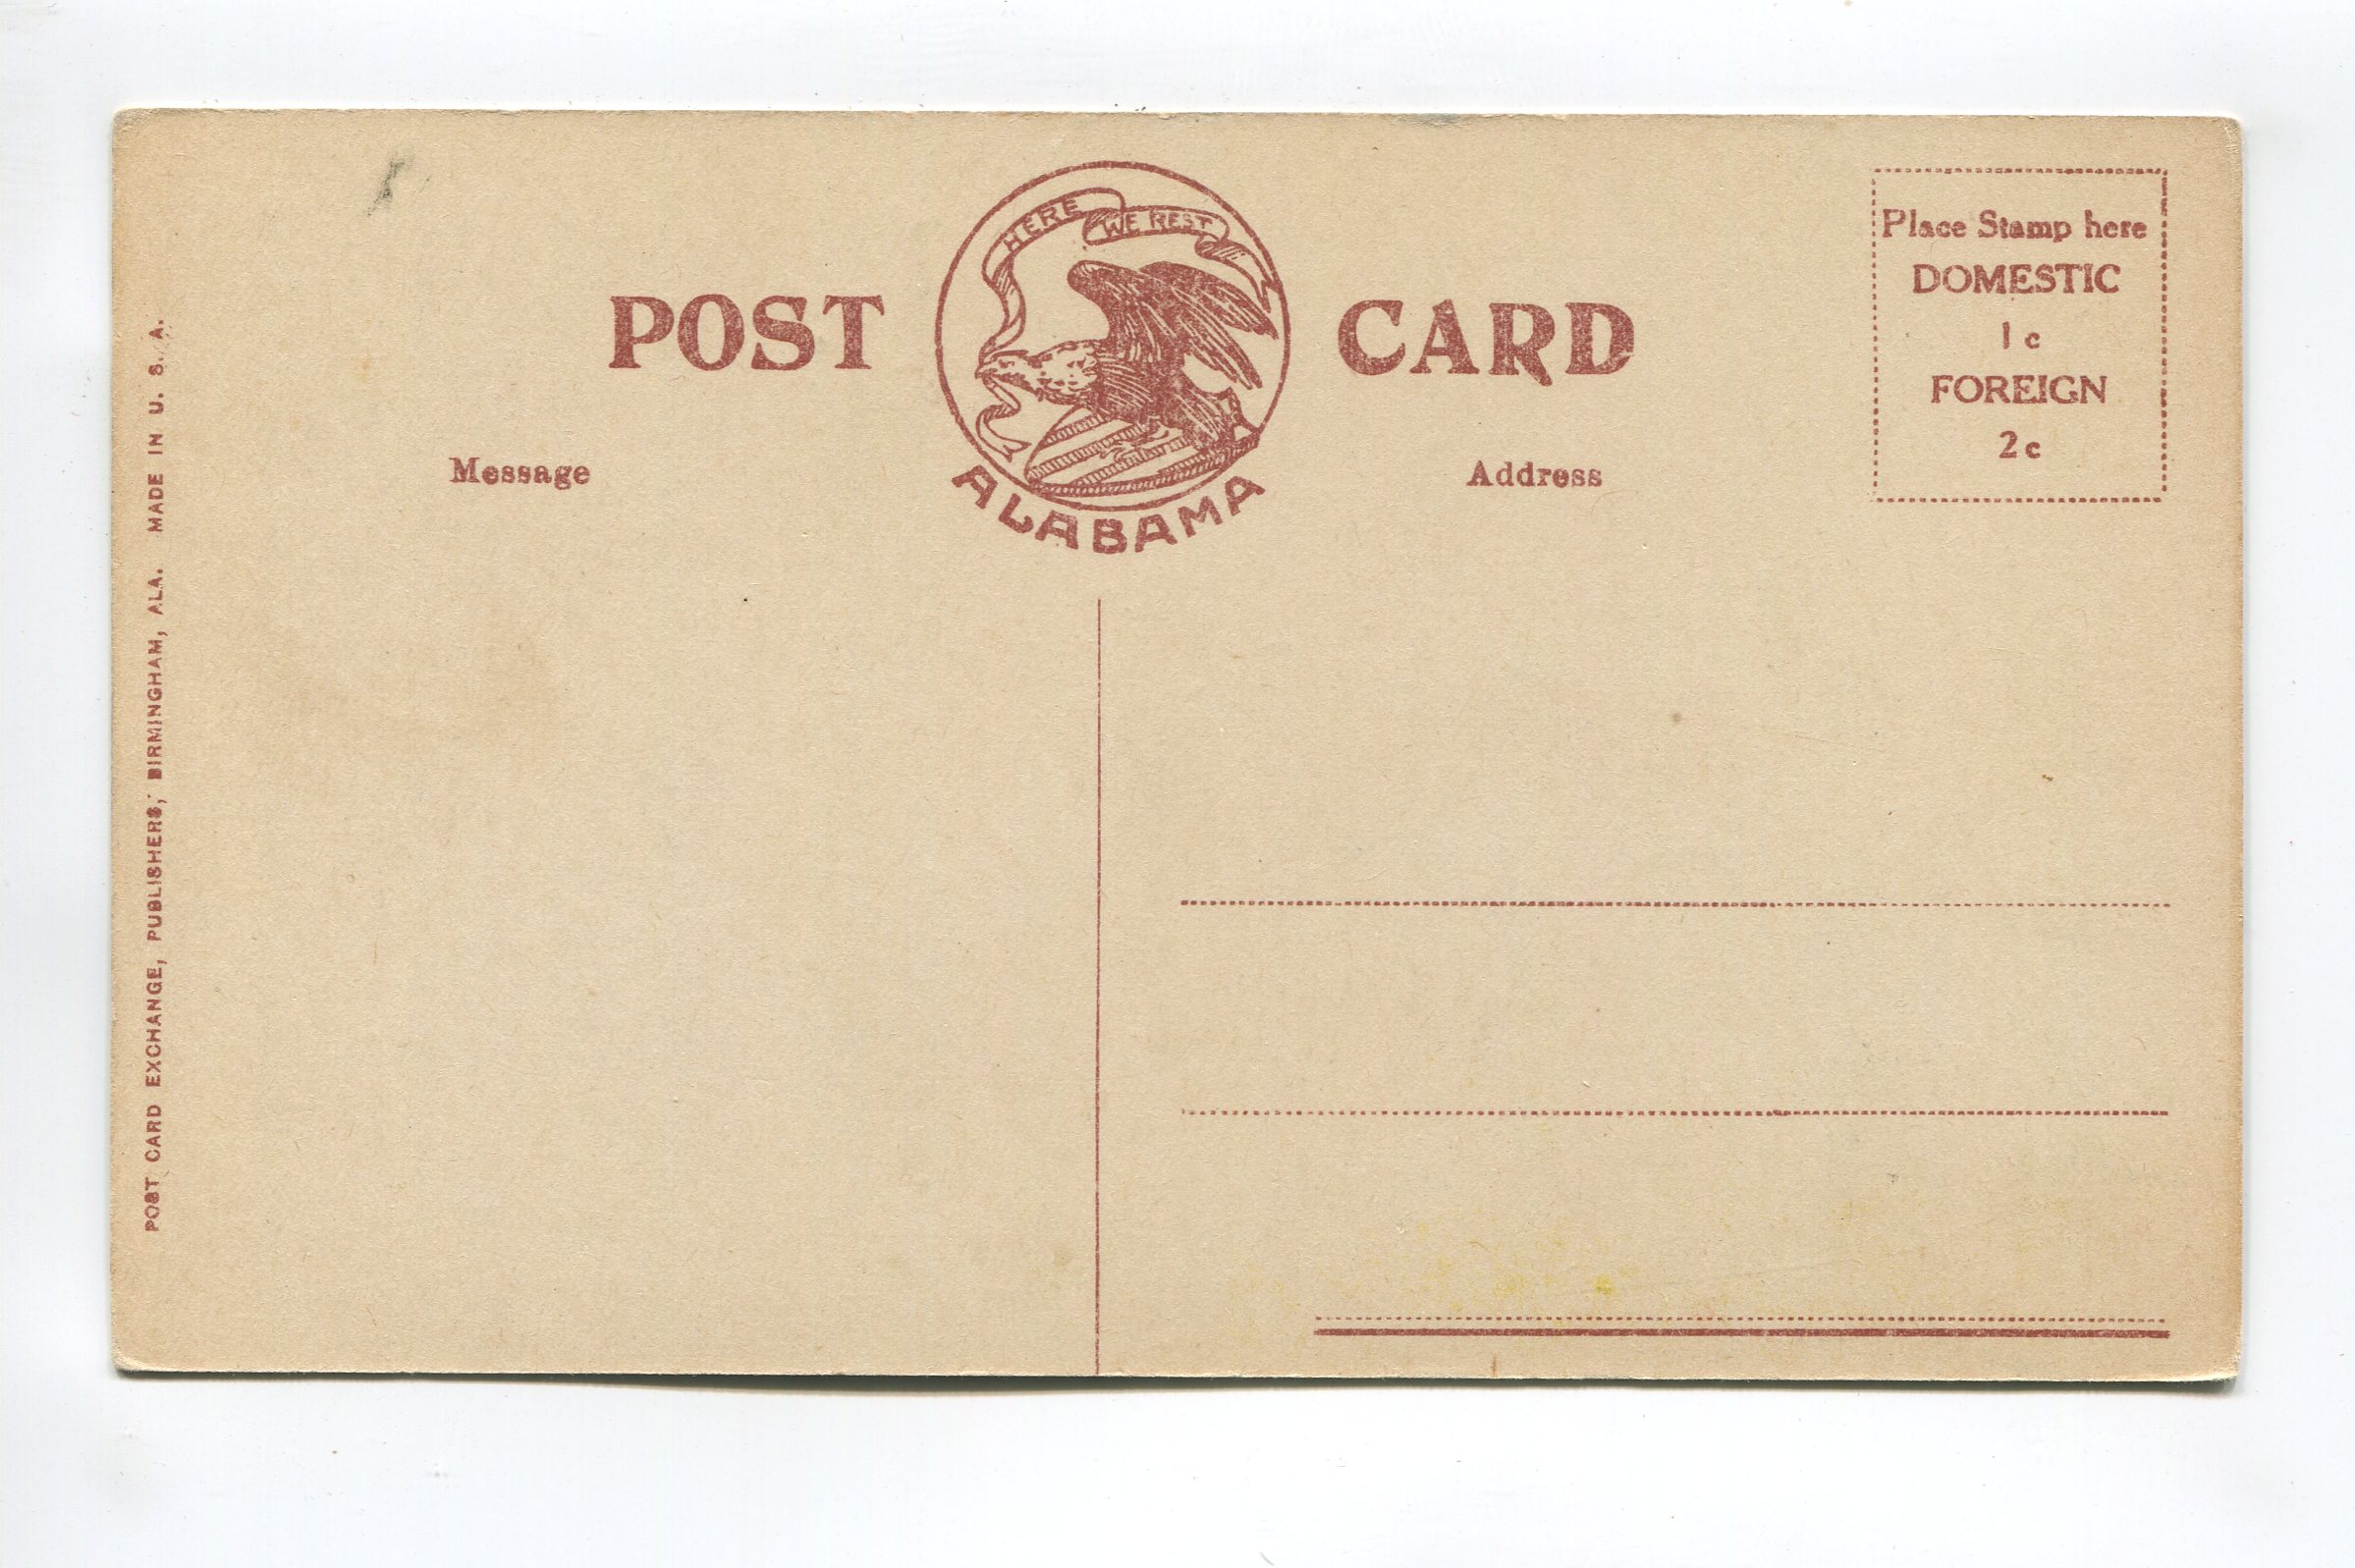 POST CARD
HERE WE REST
ALABAMA
Place Stamp here
DOMESTIC
1c
FOREIGN
2c
Message
Address
POST CARD EXCHANGE, PUBLISHERS, BIRMINGHAM, ALA. MADE IN U. S. A.